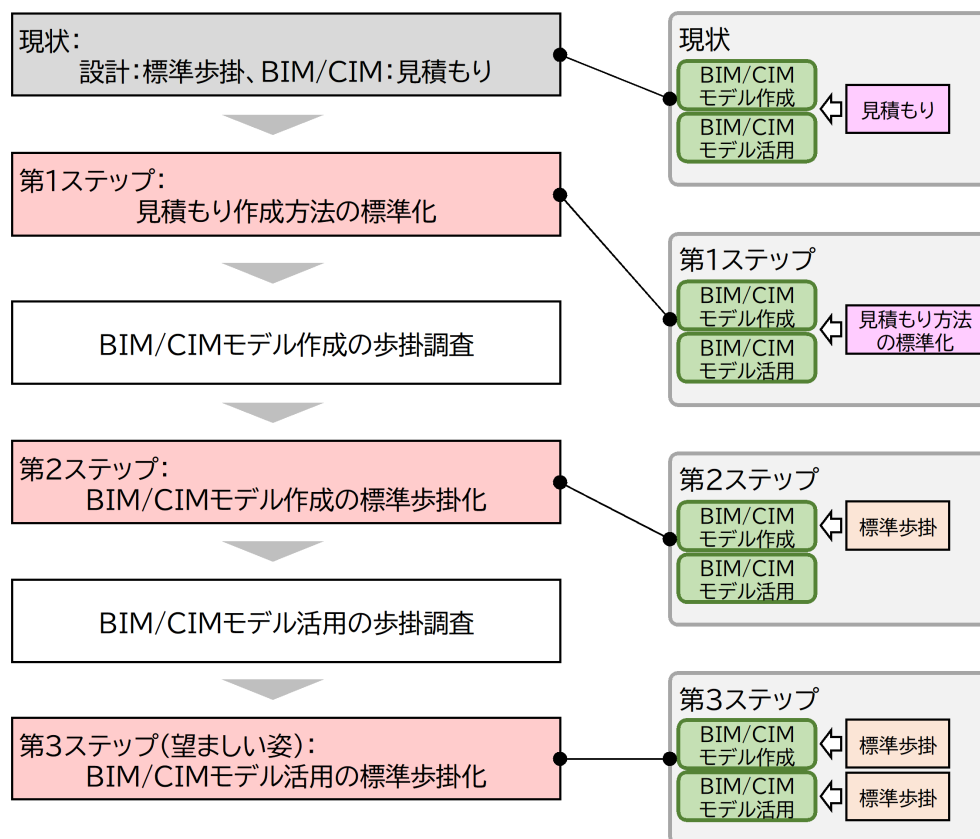 現状:
設計:標準歩掛、BIM/CIM:見積もり
第1ステップ:
見積もり作成方法の標準化
BIM/CIMモデル作成の歩掛調査
第2ステップ:
BIM/CIMモデル作成の標準歩掛化
BIM/CIMモデル活用の歩掛調査
第3ステップ(望ましい姿):
BIM/CIMモデル活用の標準歩掛化
現状
BIM/CIM
モデル作成
見積もり
BIM/CIM
モデル活用
第1ステップ
BIM/CIM
モデル作成
見積もり方法
の標準化
BIM/CIM
モデル活用
第2ステップ
BIM/CIM
モデル作成
標準歩掛
BIM/CIM
モデル活用
第3ステップ
BIM/CIM
モデル作成
標準歩掛
BIM/CIM
モデル活用
標準歩掛